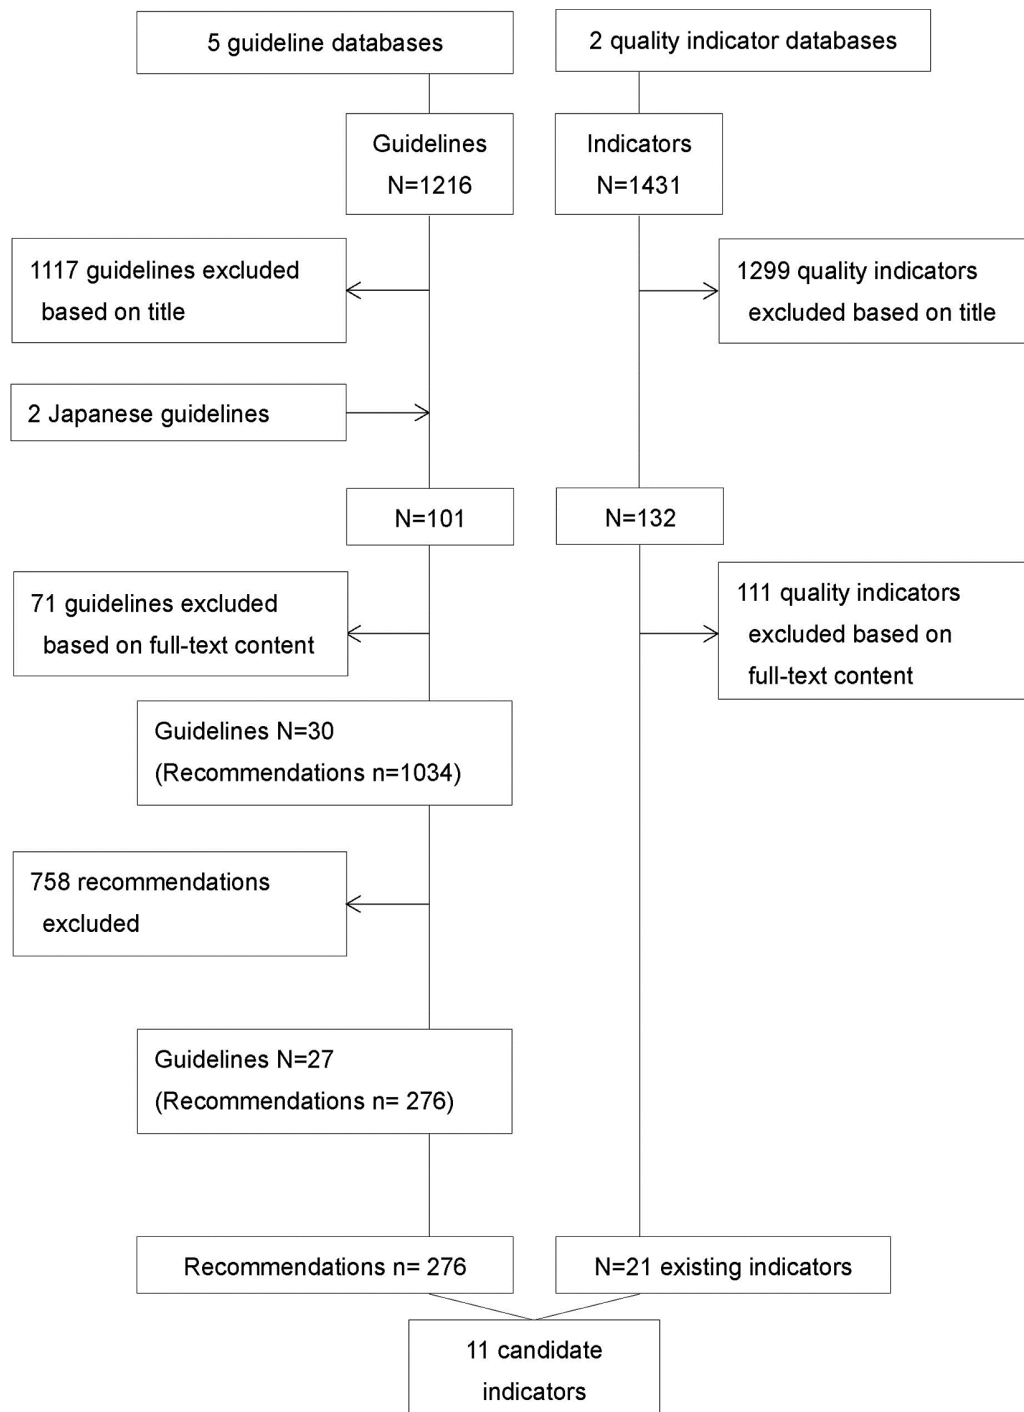 5 guideline databases
2 quality indicator databases
Guidelines
N=1216
Indicators
N=1431
1117 guidelines excluded
based on title
1299 quality indicators
excluded based on title
2 Japanese guidelines
N=101
N=132
71 guidelines excluded
based on full-text content
111 quality indicators
excluded based on
full-text content
Guidelines N=30
(Recommendations n=1034)
758 recommendations
excluded
Guidelines N=27
(Recommendations n= 276)
Recommendations n= 276
N=21 existing indicators
11 candidate
indicators